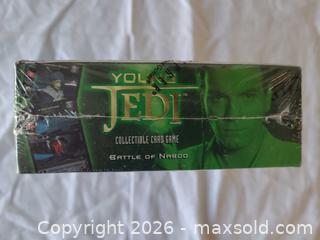 YOUNG
JEDI
COLLECTIBLE CARD GAME
BATTLE OF NABOO
Copyright 2026 - maxsold.com